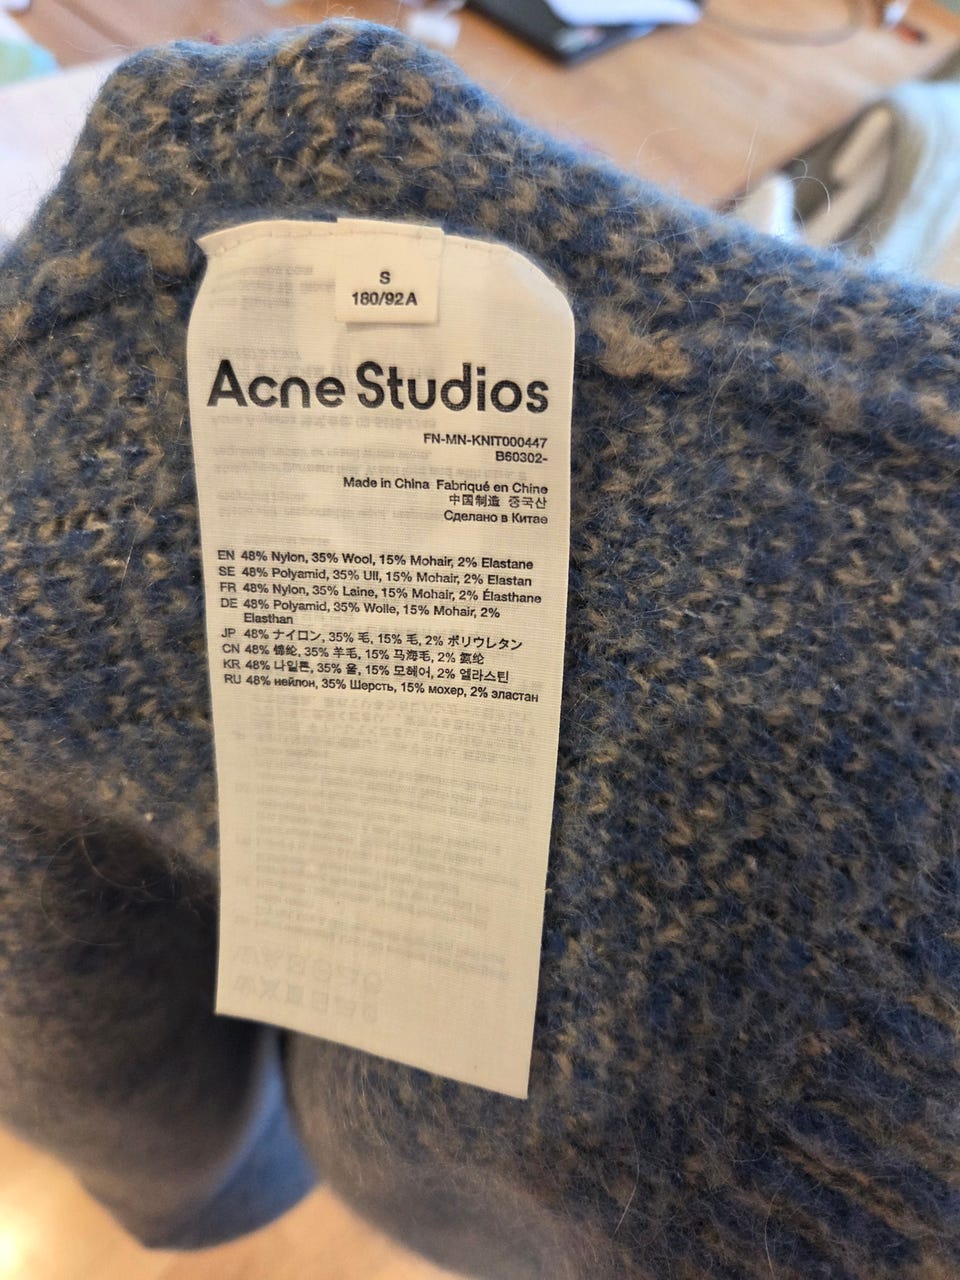 S
180/92A
Acne Studios
FN-MN-KNIT000447
B60302-
Made in China Fabriqué en Chine
中国制造 중국산
Сделано в Китае
EN 48% Nylon, 35% Wool, 15% Mohair, 2% Elastane
SE 48% Polyamid, 35% Ull, 15% Mohair, 2% Elastan
FR 48% Nylon, 35% Laine, 15% Mohair, 2% Élasthane
DE 48% Polyamid, 35% Wolle, 15% Mohair, 2%
Elasthan
JP 48% ナイロン, 35% 毛, 15% 毛, 2% ポリウレタン
CN 48% 锦纶, 35% 羊毛, 15% 马海毛, 2% 氨纶
KR 48% 나일론, 35% 울, 15% 모헤어, 2% 엘라스틴
RU 48% нейлон, 35% Шерсть, 15% мохер, 2% эластан